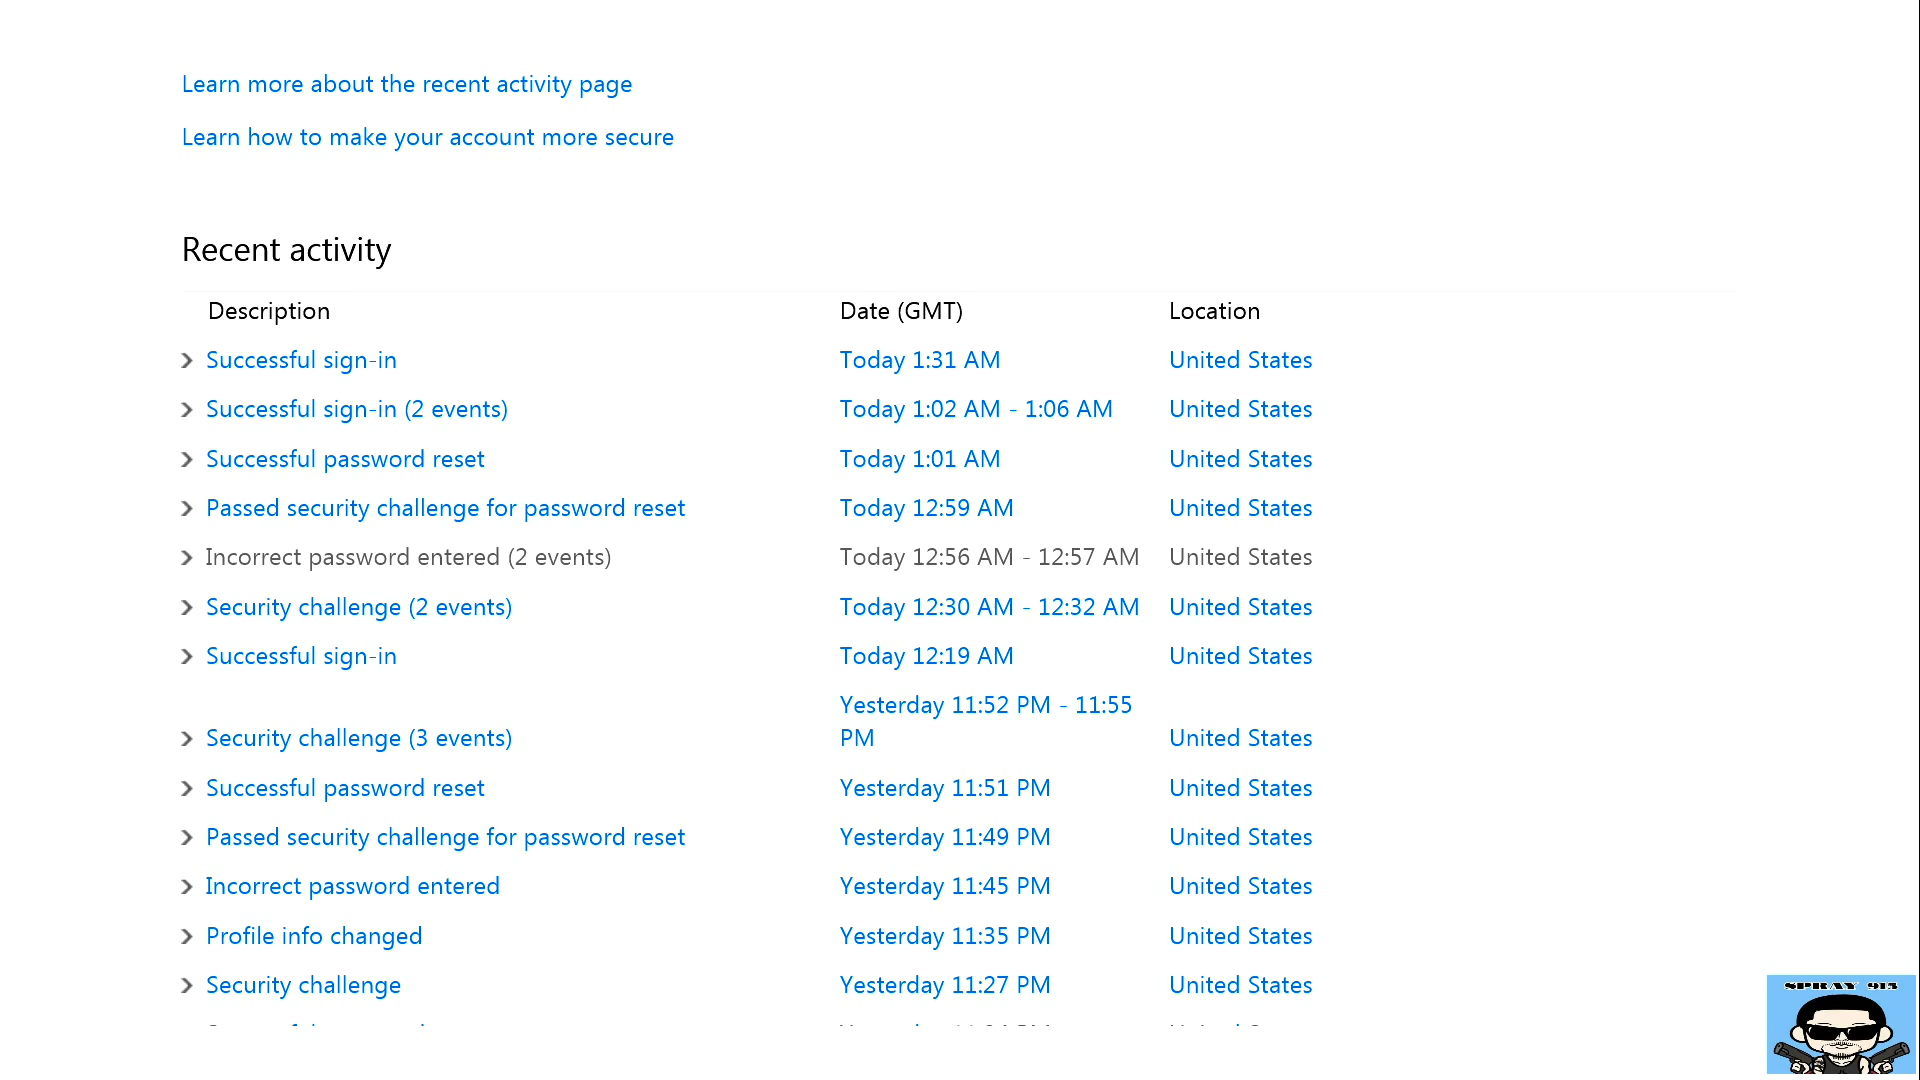 Learn more about the recent activity page
Learn how to make your account more secure
Recent activity
Description Date (GMT) Location
Successful sign-in Today 1:31 AM United States
Successful sign-in (2 events) Today 1:02 AM - 1:06 AM United States
Successful password reset Today 1:01 AM United States
Passed security challenge for password reset Today 12:59 AM United States
Incorrect password entered (2 events) Today 12:56 AM - 12:57 AM United States
Security challenge (2 events) Today 12:30 AM - 12:32 AM United States
Successful sign-in Today 12:19 AM United States
Yesterday 11:52 PM - 11:55
Security challenge (3 events) PM United States
Successful password reset Yesterday 11:51 PM United States
Passed security challenge for password reset Yesterday 11:49 PM United States
Incorrect password entered Yesterday 11:45 PM United States
Profile info changed Yesterday 11:35 PM United States
Security challenge Yesterday 11:27 PM United States
SPRAY 915